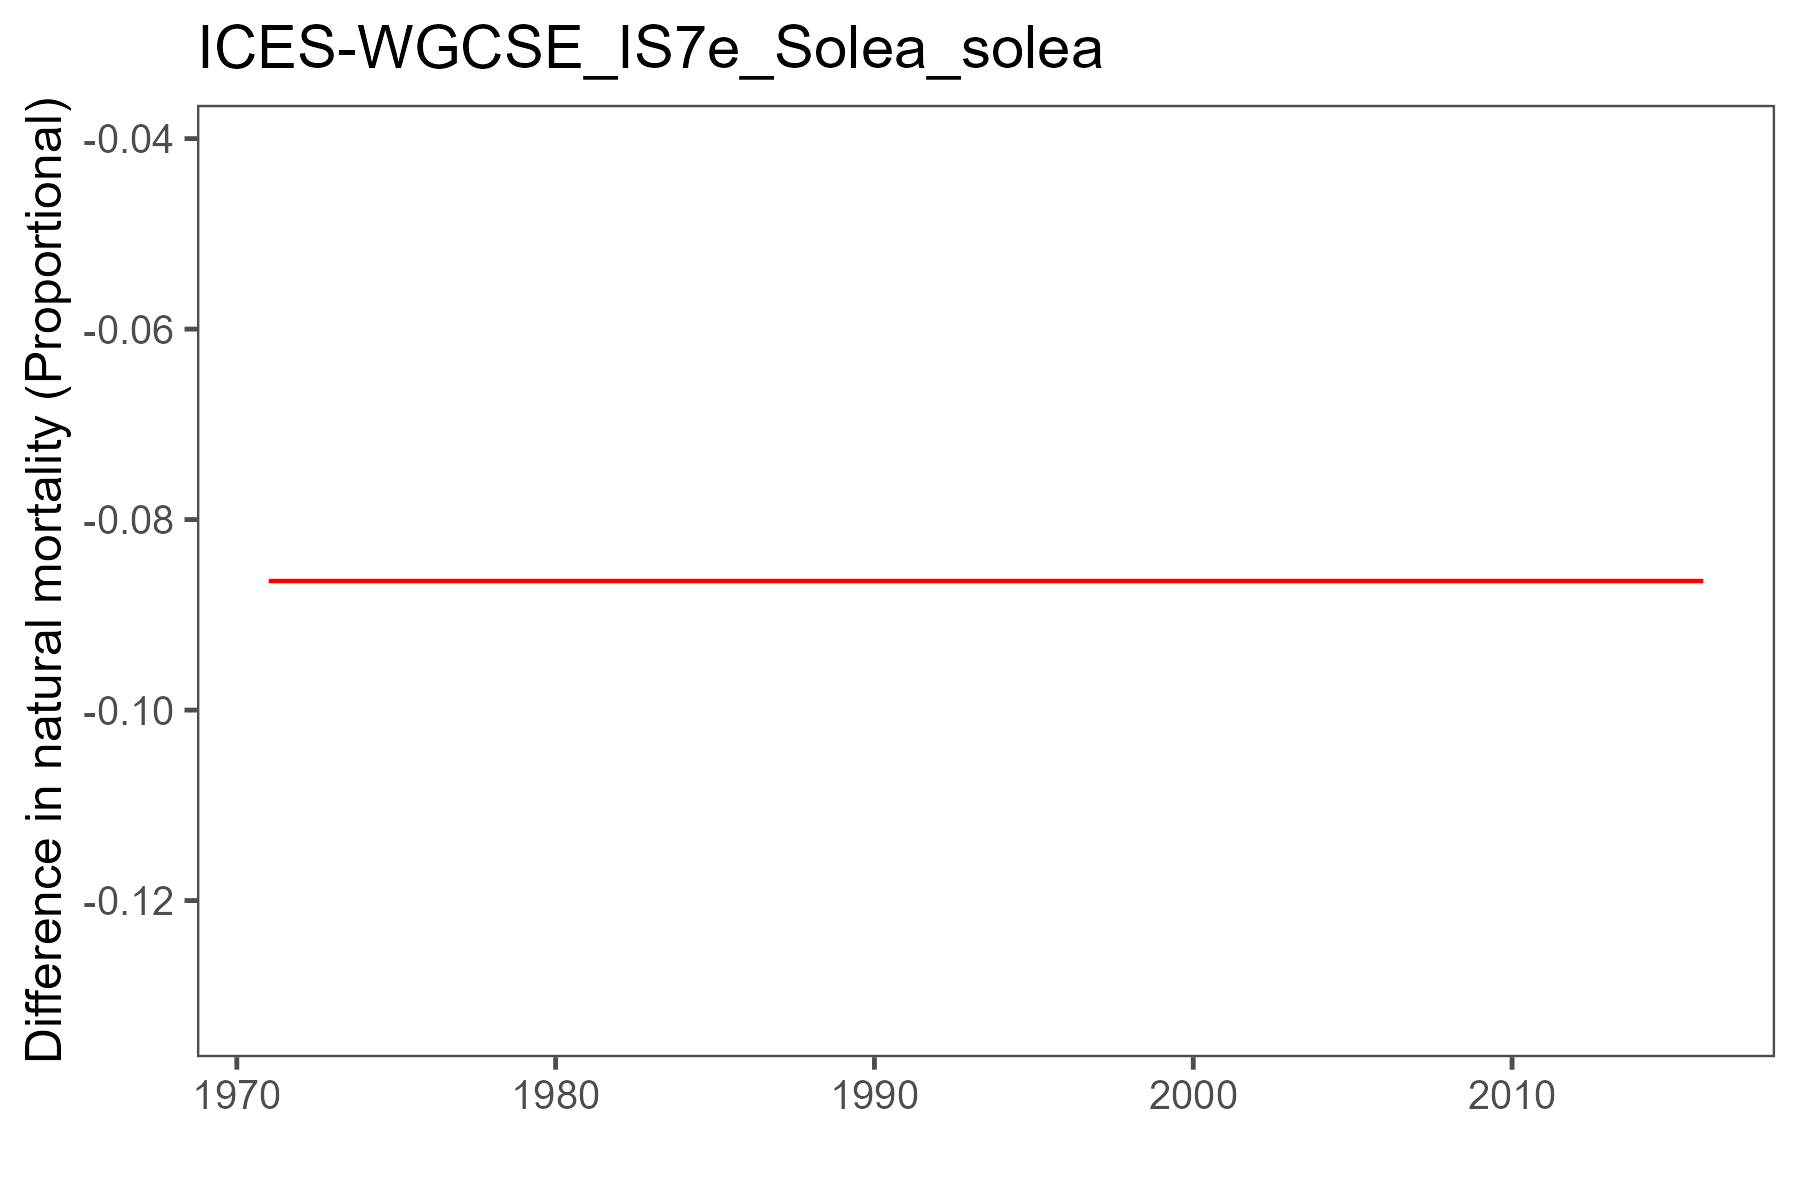 ICES-WGCSE_IS7e_Solea_solea
Difference in natural mortality (Proportional)
-0.04
-0.06
-0.08
-0.10
-0.12
1970 1980 1990 2000 2010